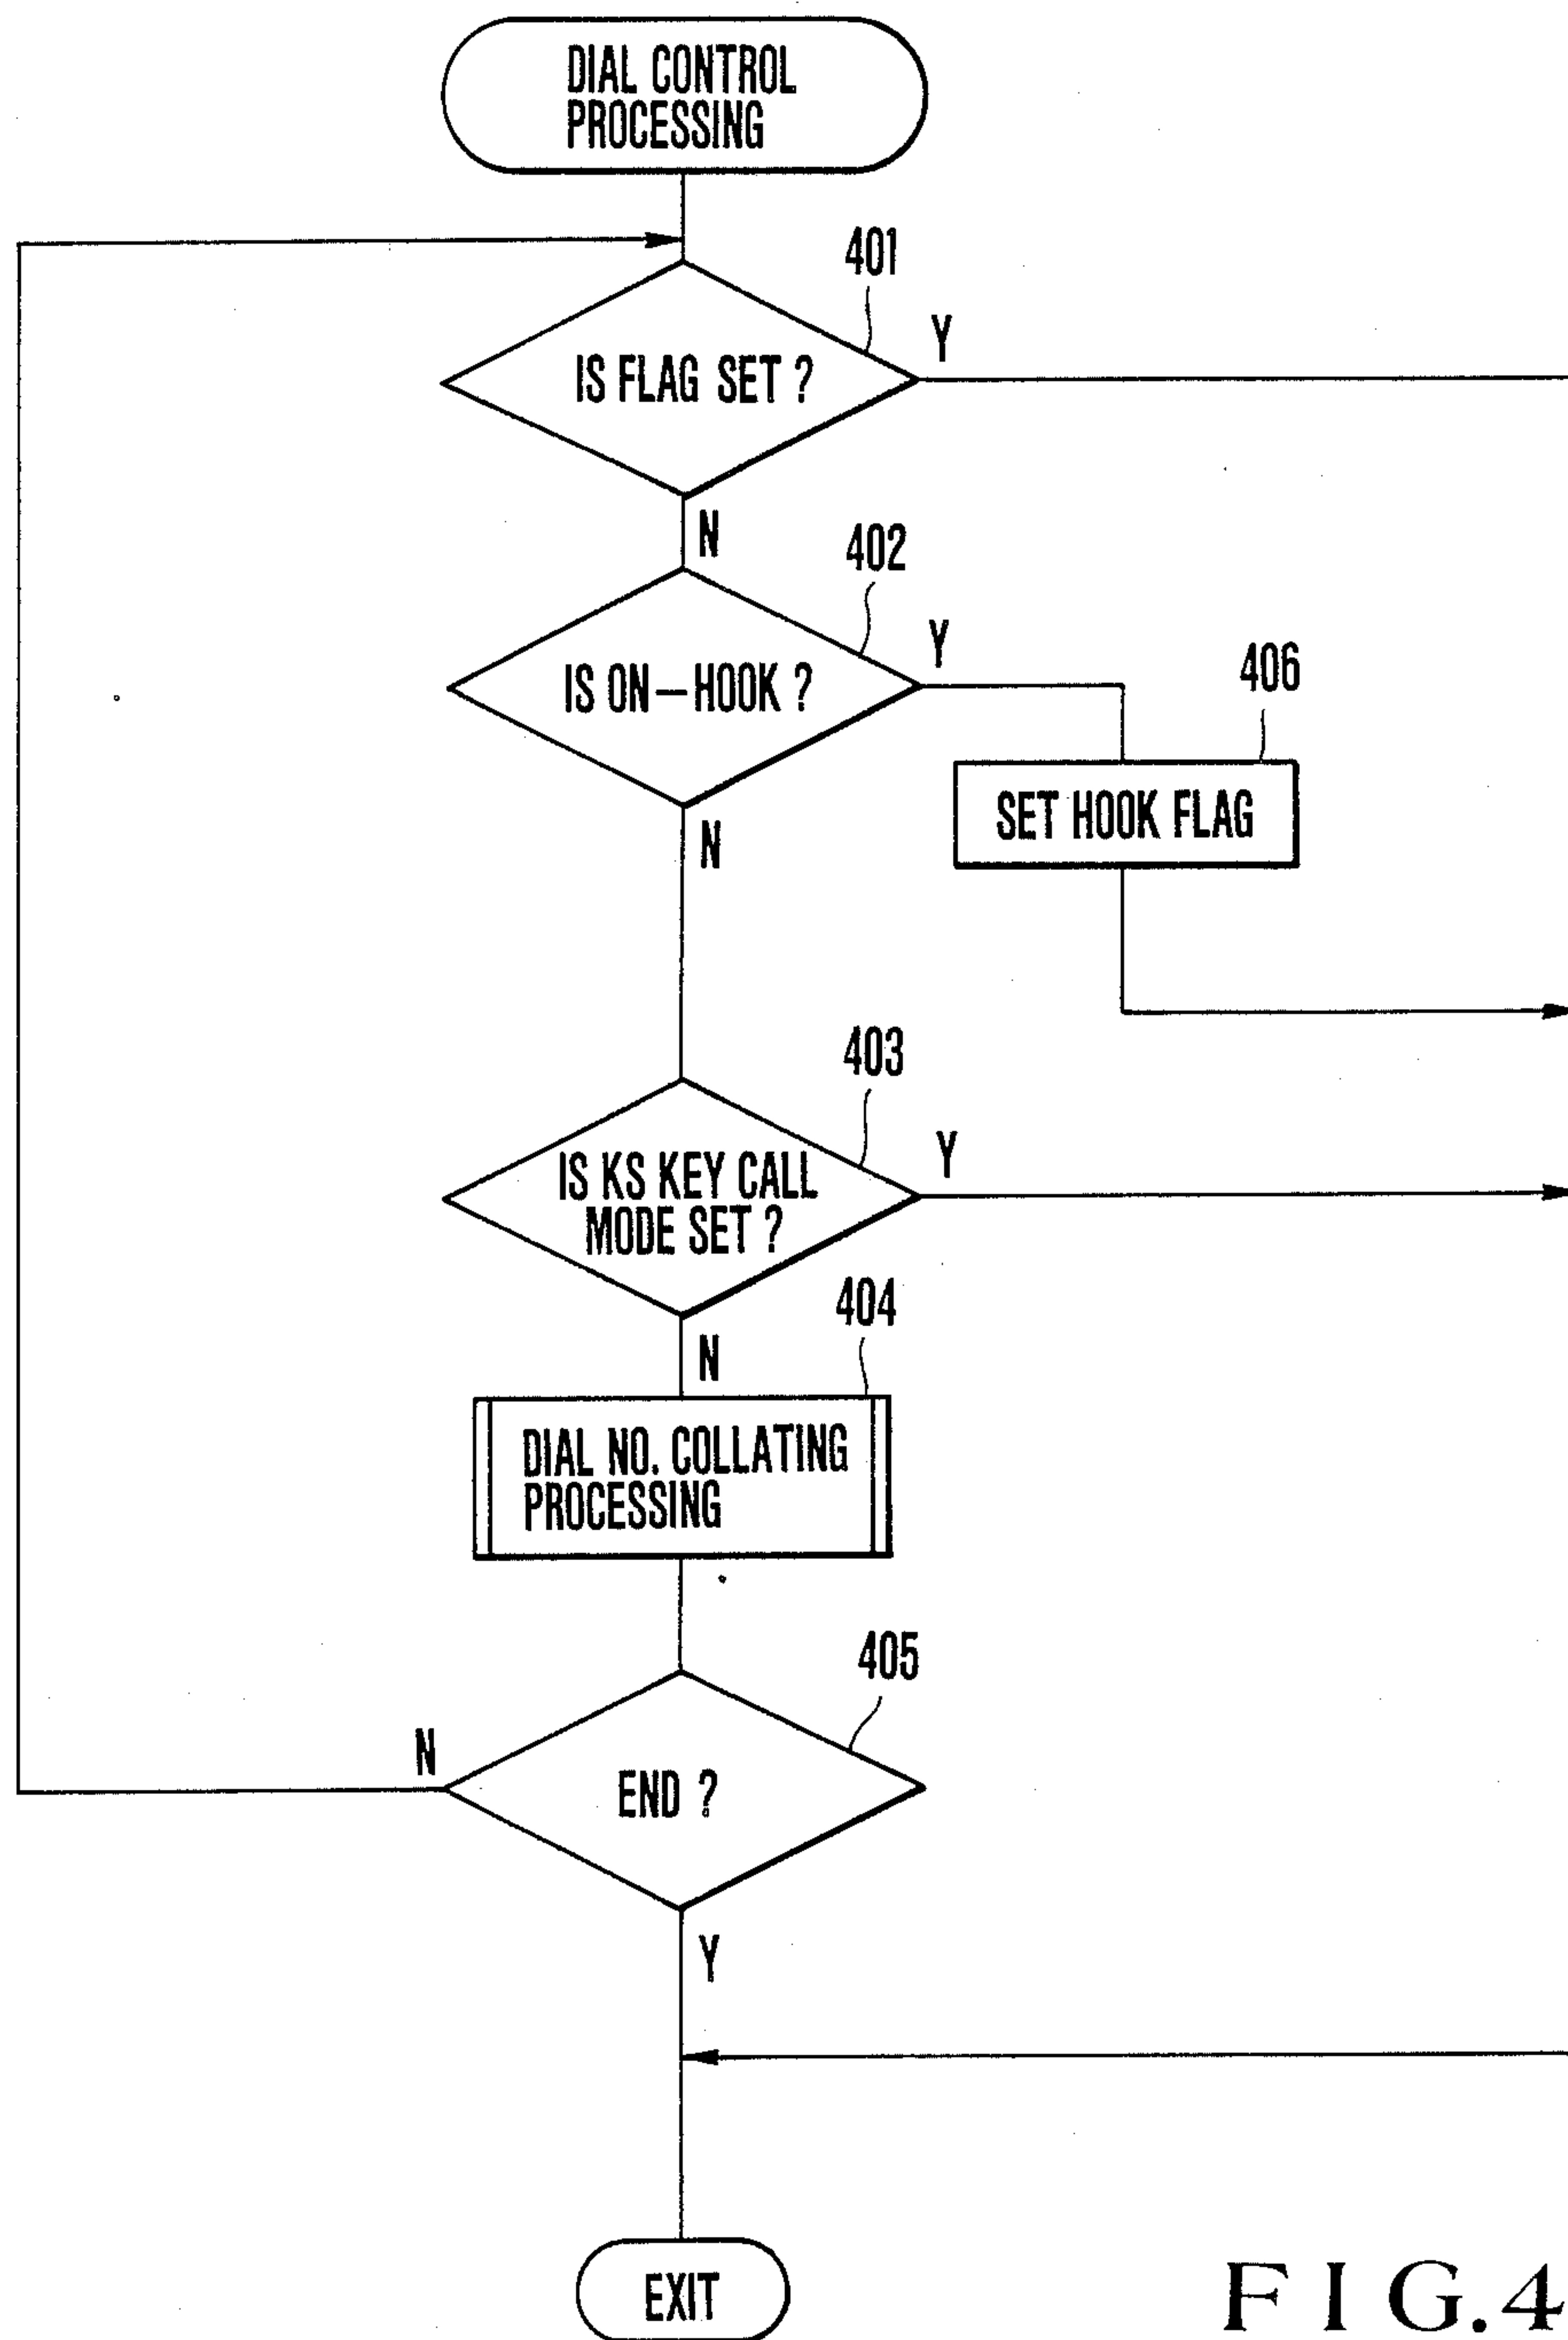 DIAL CONTROL
PROCESSING
401
IS FLAG SET ?
Y
N
402
IS ON—HOOK ?
Y
406
SET HOOK FLAG
N
403
IS KS KEY CALL
MODE SET ?
Y
404
N
DIAL NO. COLLATING
PROCESSING
405
N
END ?
Y
EXIT
FIG.4